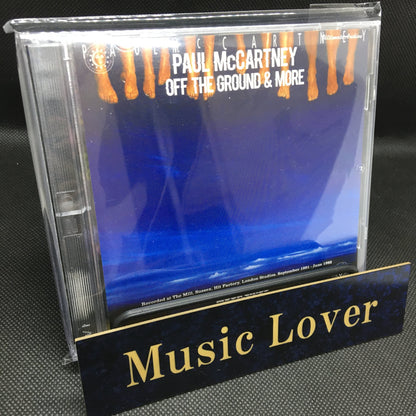 PAUL McCARTNEY
OFF THE GROUND & MORE
Recorded at The Mill, Sussex, Hit Factory, London Studios, September 1991 - June 1992
Music Lover